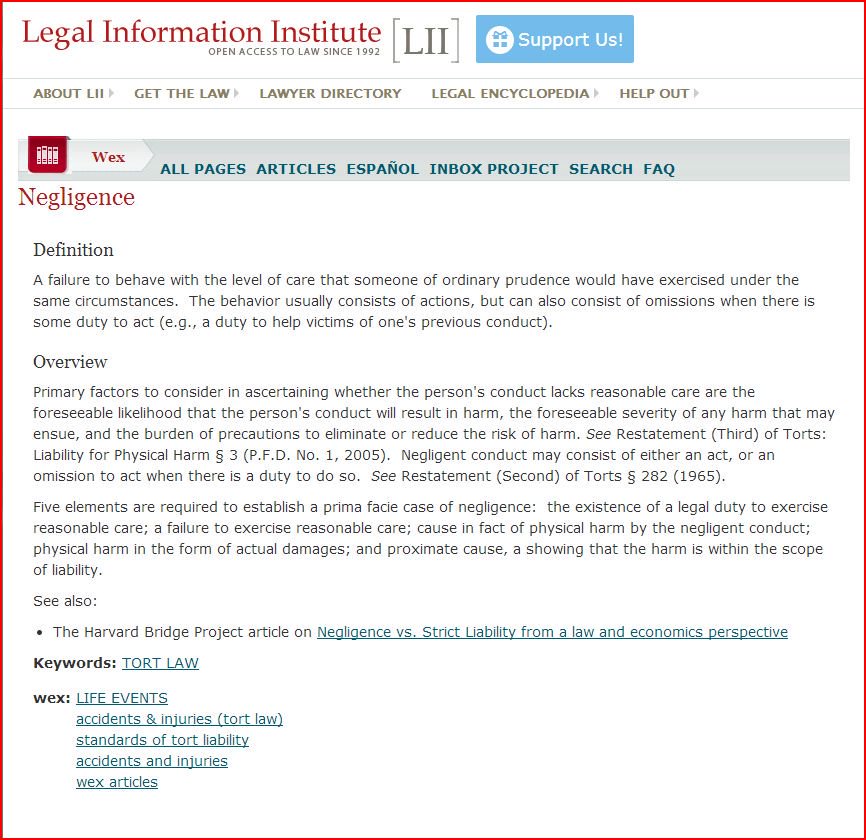 Legal Information Institute [LII]
OPEN ACCESS TO LAW SINCE 1992
Support Us!
ABOUT LII GET THE LAW LAWYER DIRECTORY LEGAL ENCYCLOPEDIA HELP OUT
Wex
ALL PAGES ARTICLES ESPAÑOL INBOX PROJECT SEARCH FAQ
Negligence
Definition
A failure to behave with the level of care that someone of ordinary prudence would have exercised under the
same circumstances.  The behavior usually consists of actions, but can also consist of omissions when there is
some duty to act (e.g., a duty to help victims of one's previous conduct).
Overview
Primary factors to consider in ascertaining whether the person's conduct lacks reasonable care are the
foreseeable likelihood that the person's conduct will result in harm, the foreseeable severity of any harm that may
ensue, and the burden of precautions to eliminate or reduce the risk of harm. See Restatement (Third) of Torts:
Liability for Physical Harm § 3 (P.F.D. No. 1, 2005).  Negligent conduct may consist of either an act, or an
omission to act when there is a duty to do so.  See Restatement (Second) of Torts § 282 (1965).
Five elements are required to establish a prima facie case of negligence:  the existence of a legal duty to exercise
reasonable care; a failure to exercise reasonable care; cause in fact of physical harm by the negligent conduct;
physical harm in the form of actual damages; and proximate cause, a showing that the harm is within the scope
of liability.
See also:
• The Harvard Bridge Project article on Negligence vs. Strict Liability from a law and economics perspective
Keywords: TORT LAW
wex: LIFE EVENTS
accidents & injuries (tort law)
standards of tort liability
accidents and injuries
wex articles